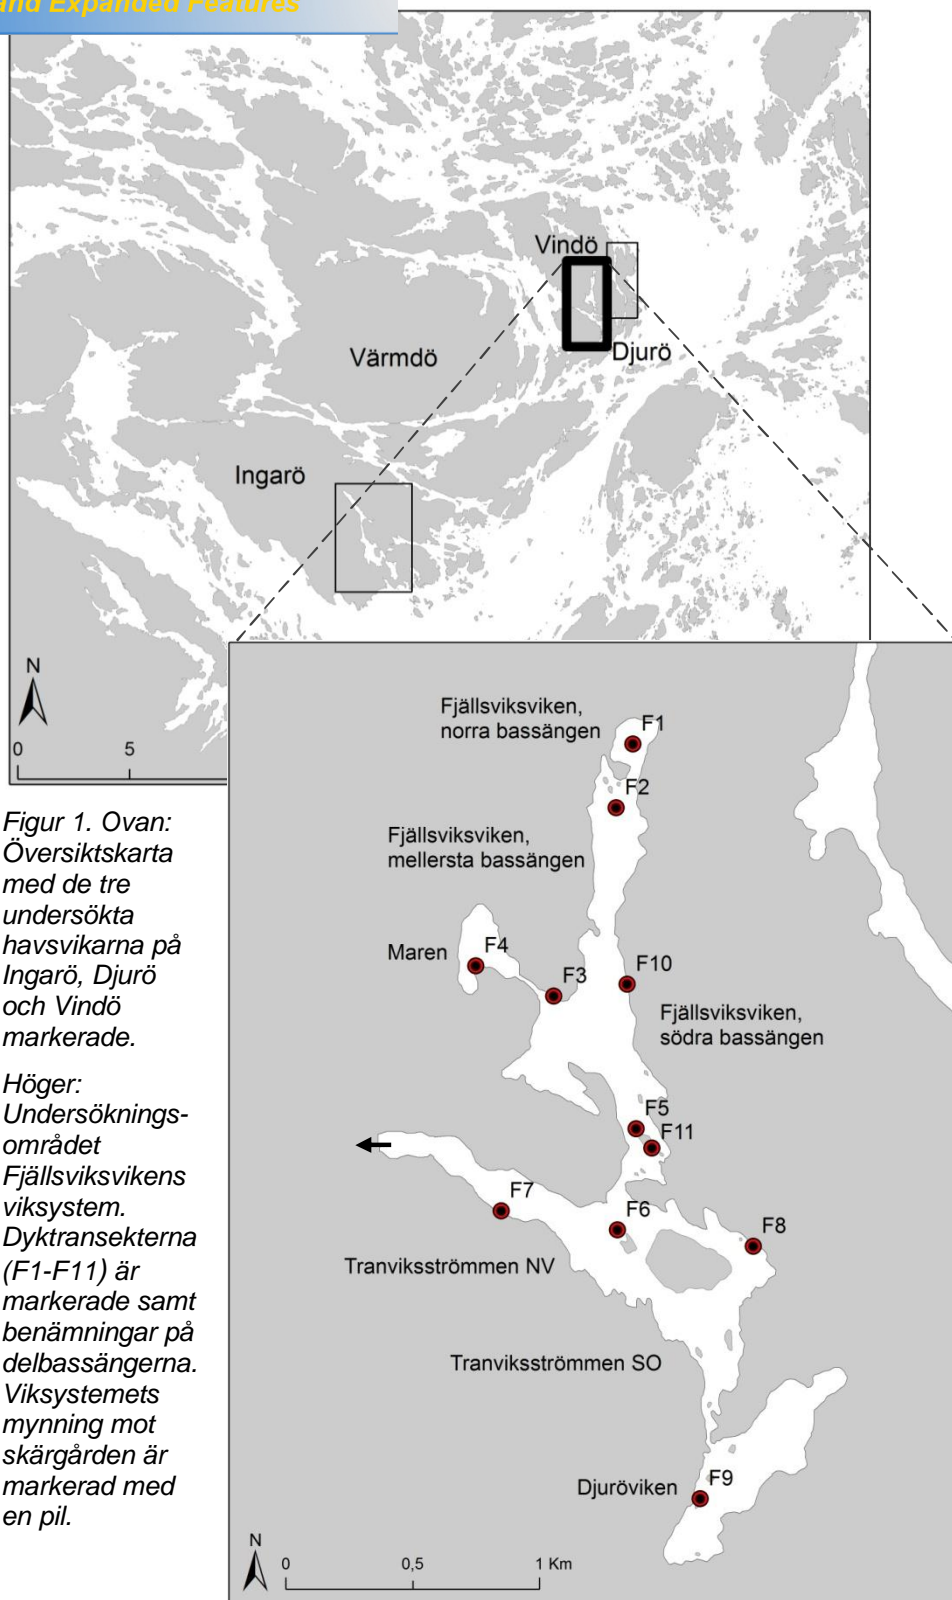 and Expanded Features
Vindö
Djurö
Värmdö
Ingarö
N
0 5
Figur 1. Ovan:
Översiktskarta
med de tre
undersökta
havsvikarna på
Ingarö, Djurö
och Vindö
markerade.
Höger:
Undersöknings-
området
Fjällsviksvikens
viksystem.
Dyktransekterna
(F1-F11) är
markerade samt
benämningar på
delbassängerna.
Viksystemets
mynning mot
skärgården är
markerad med
en pil.
Fjällsviksviken,
norra bassängen
F1
F2
Fjällsviksviken,
mellersta bassängen
Maren
F4
F3
F10
Fjällsviksviken,
södra bassängen
F5
F11
F7
F6
F8
Tranviksströmmen NV
Tranviksströmmen SO
Djuröviken
F9
N
0 0,5 1 Km